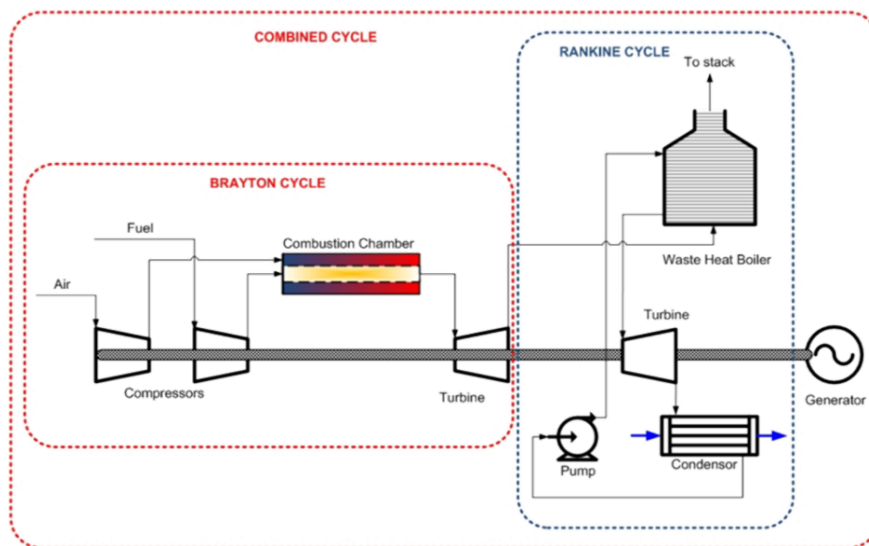 COMBINED CYCLE
RANKINE CYCLE
To stack
BRAYTON CYCLE
Fuel
Combustion Chamber
Waste Heat Boiler
Air
Turbine
Compressors
Turbine
Generator
Pump
Condensor